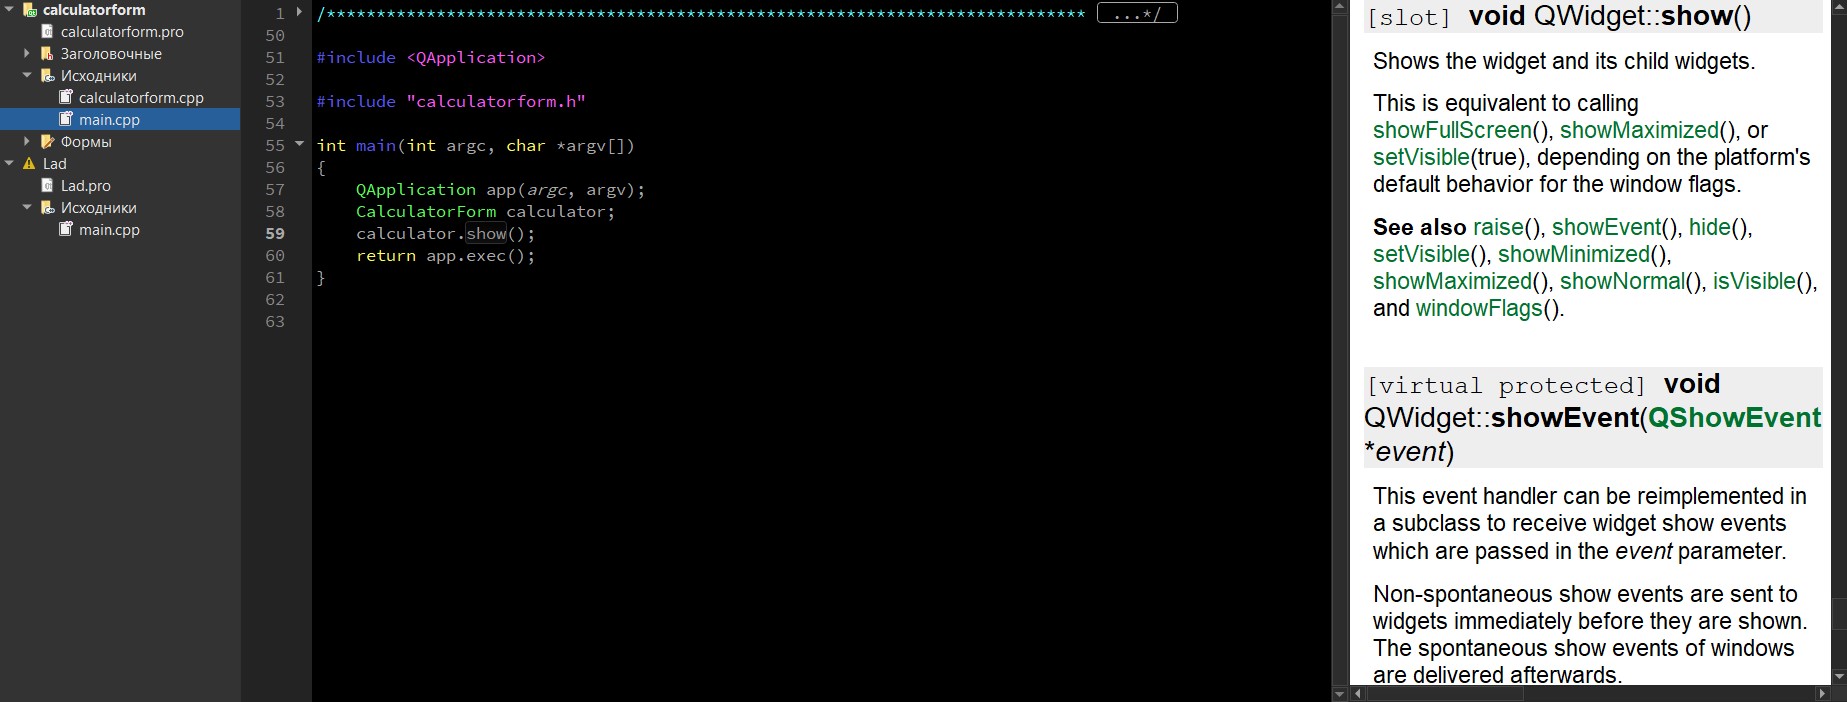 calculatorform
calculatorform.pro
Заголовочные
Исходники
calculatorform.cpp
main.cpp
Формы
Lad
Lad.pro
Исходники
main.cpp
1 /**************************************************************************** ...*/
50
51 #include <QApplication>
52
53 #include "calculatorform.h"
54
55 int main(int argc, char *argv[])
56 {
57     QApplication app(argc, argv);
58     CalculatorForm calculator;
59     calculator.show();
60     return app.exec();
61 }
62
63
[slot] void QWidget::show()
Shows the widget and its child widgets.
This is equivalent to calling
showFullScreen(), showMaximized(), or
setVisible(true), depending on the platform's
default behavior for the window flags.
See also raise(), showEvent(), hide(),
setVisible(), showMinimized(),
showMaximized(), showNormal(), isVisible(),
and windowFlags().
[virtual protected] void
QWidget::showEvent(QShowEvent
*event)
This event handler can be reimplemented in
a subclass to receive widget show events
which are passed in the event parameter.
Non-spontaneous show events are sent to
widgets immediately before they are shown.
The spontaneous show events of windows
are delivered afterwards.